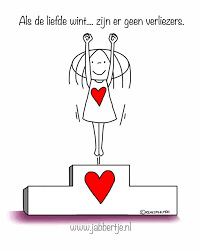 Als de liefde wint.... zijn er geen verliezers.
www.jabbertje.nl